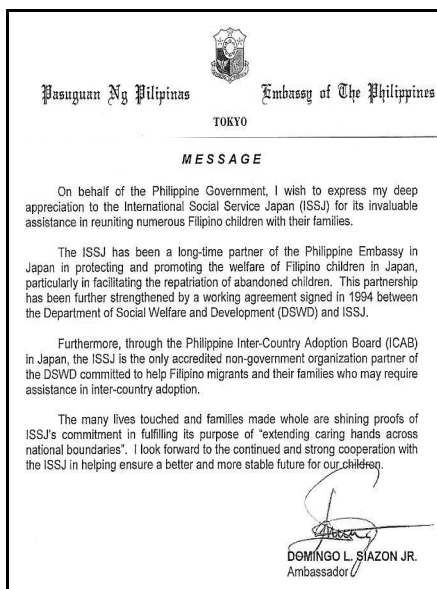 Pasuguan Ng Pilipinas
Embassy of The Philippines
TOKYO
MESSAGE
On behalf of the Philippine Government, I wish to express my deep
appreciation to the International Social Service Japan (ISSJ) for its invaluable
assistance in reuniting numerous Filipino children with their families.
The ISSJ has been a long-time partner of the Philippine Embassy in
Japan in protecting and promoting the welfare of Filipino children in Japan,
particularly in facilitating the repatriation of abandoned children. This partnership
has been further strengthened by a working agreement signed in 1994 between
the Department of Social Welfare and Development (DSWD) and ISSJ.
Furthermore, through the Philippine Inter-Country Adoption Board (ICAB)
in Japan, the ISSJ is the only accredited non-government organization partner of
the DSWD committed to help Filipino migrants and their families who may require
assistance in inter-country adoption.
The many lives touched and families made whole are shining proofs of
ISSJ's commitment in fulfilling its purpose of "extending caring hands across
national boundaries". I look forward to the continued and strong cooperation with
the ISSJ in helping ensure a better and more stable future for our children.
DOMINGO L. SIAZON JR.
Ambassador